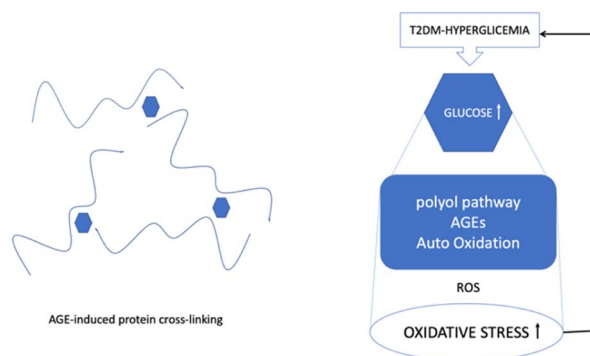 T2DM-HYPERGLICEMIA
GLUCOSE ↑
polyol pathway
AGEs
Auto Oxidation
ROS
OXIDATIVE STRESS ↑
AGE-induced protein cross-linking